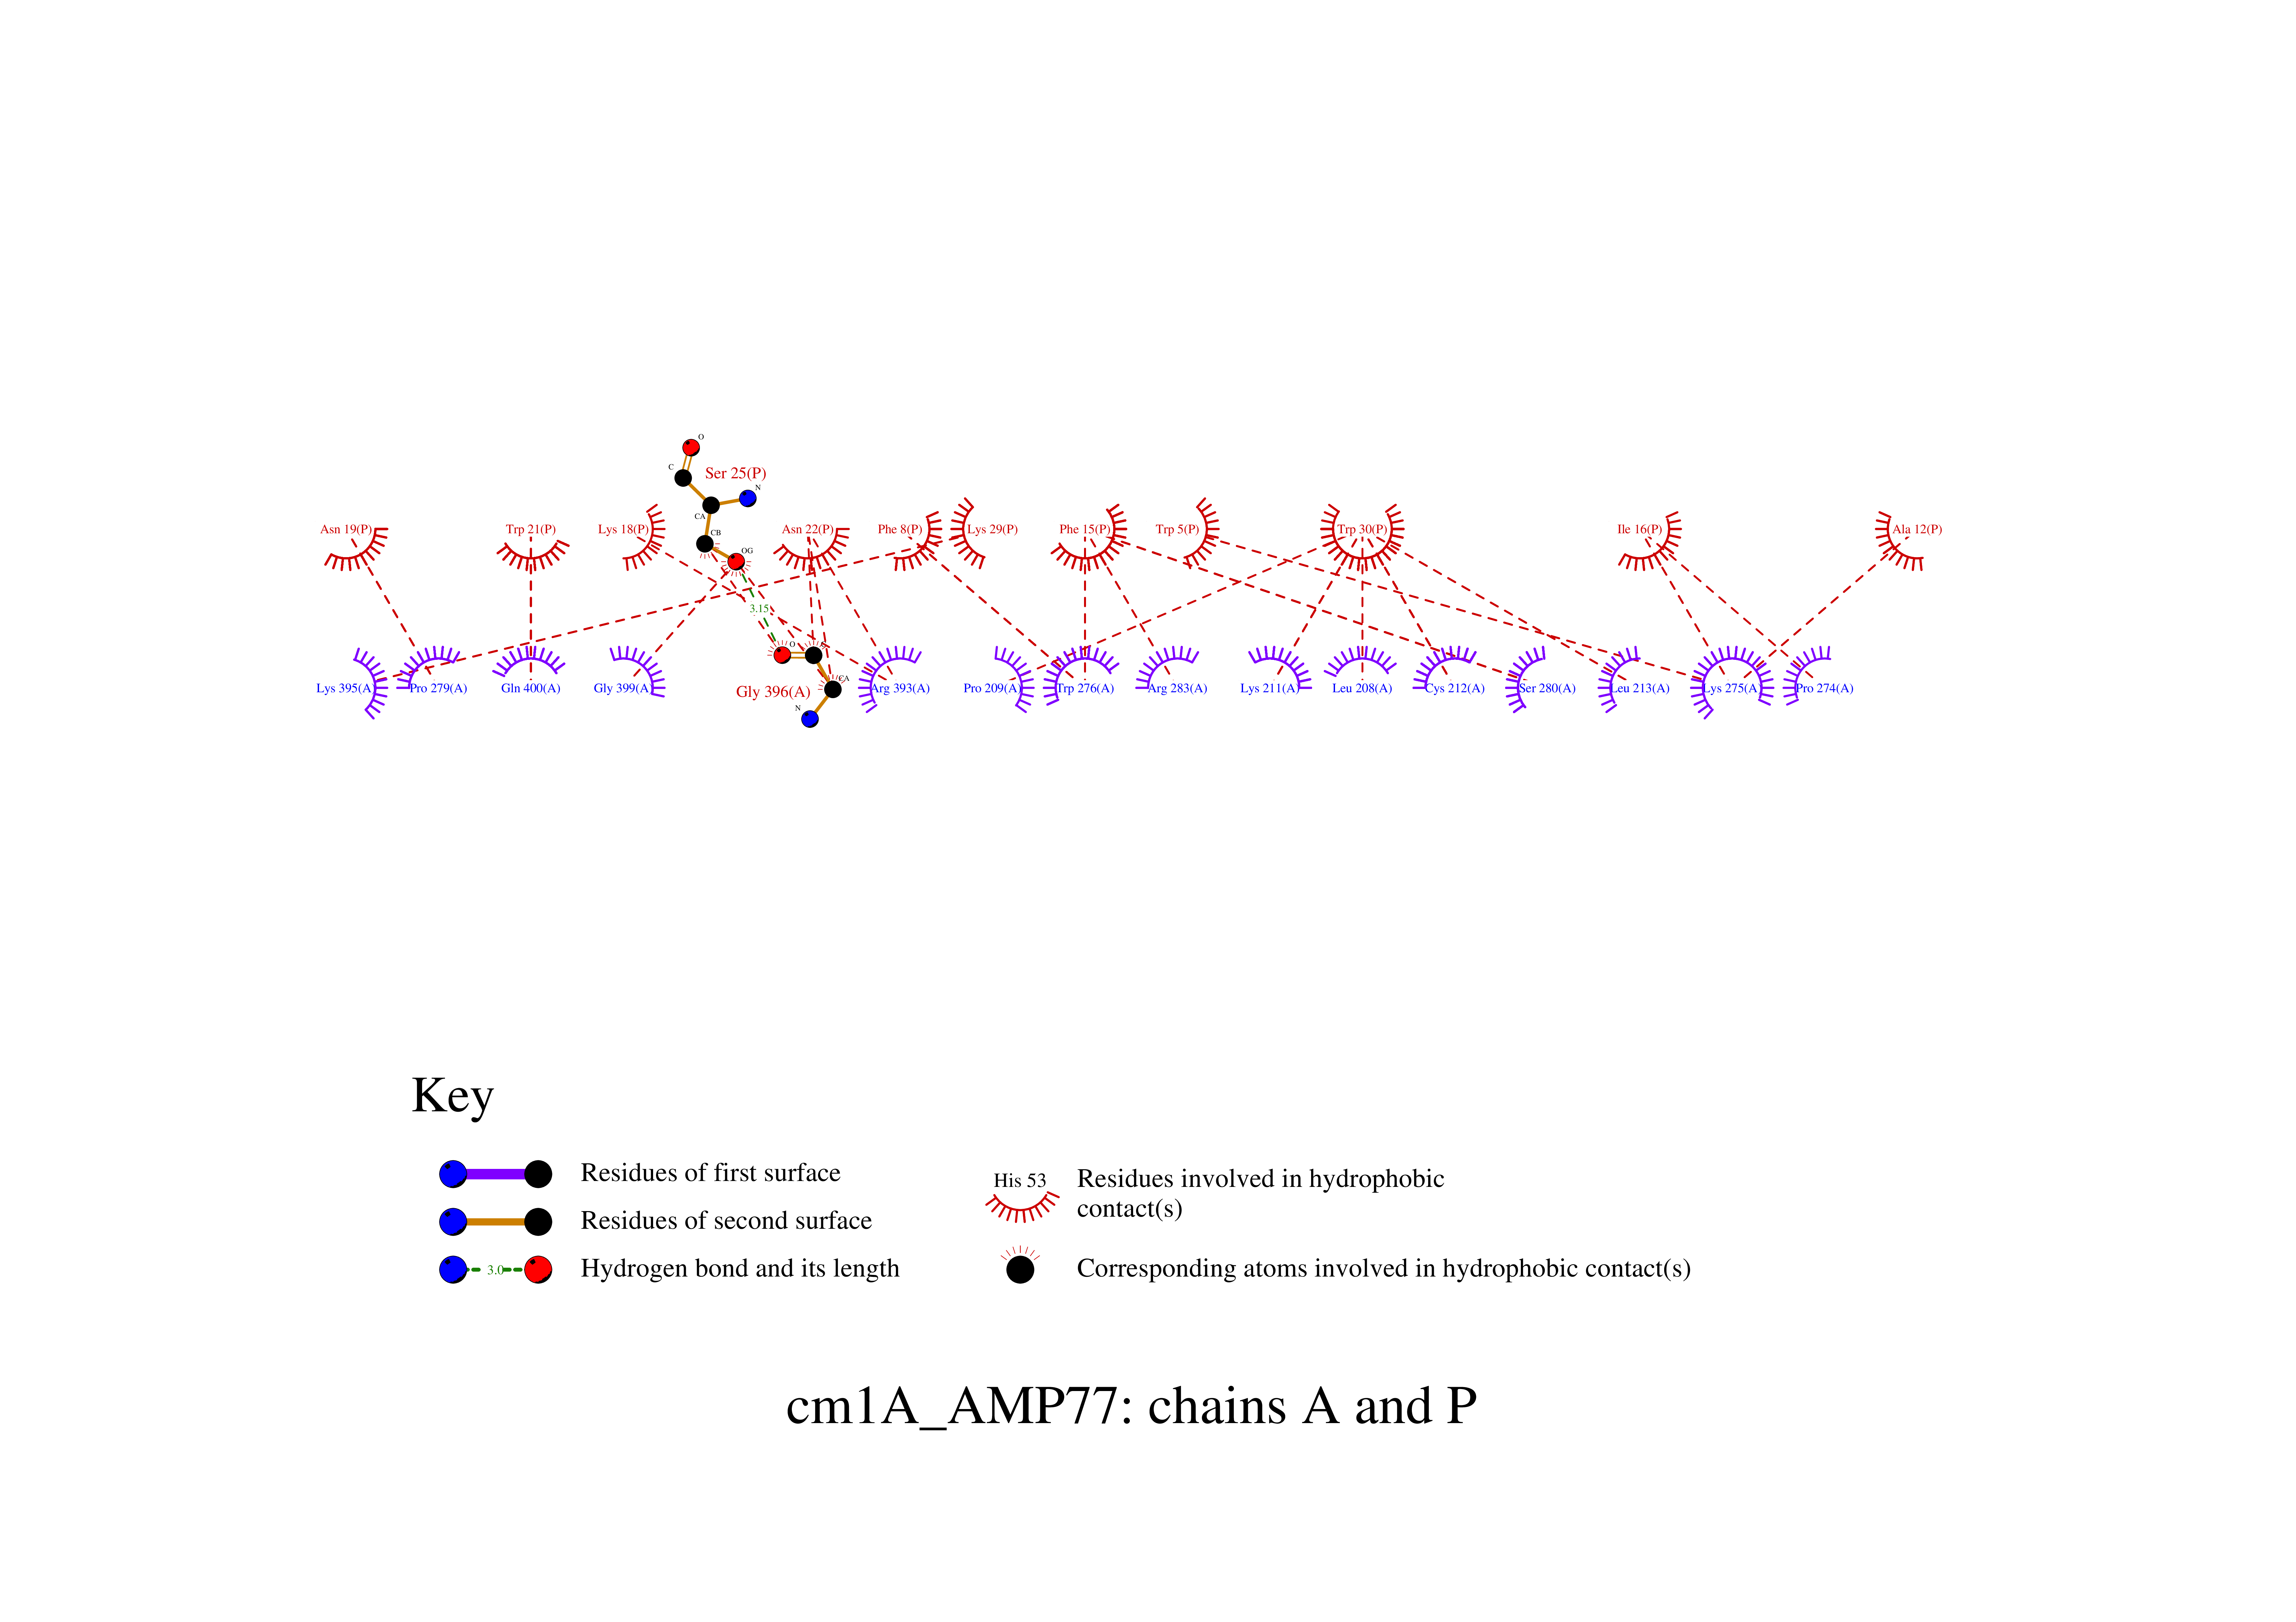 O
C
Ser 25(P)
N
CA
CB
OG
Asn 19(P) Trp 21(P) Lys 18(P) Asn 22(P) Phe 8(P) Lys 29(P) Phe 15(P) Trp 5(P) Trp 30(P) Ile 16(P) Ala 12(P)
3.15
O
CA
Lys 395(A) Pro 279(A) Gln 400(A) Gly 399(A) Gly 396(A) Arg 393(A) Pro 209(A) Trp 276(A) Arg 283(A) Lys 211(A) Leu 208(A) Cys 212(A) Ser 280(A) Leu 213(A) Lys 275(A) Pro 274(A)
N
Key
Residues of first surface
Residues of second surface
3.0 Hydrogen bond and its length
His 53 Residues involved in hydrophobic
contact(s)
Corresponding atoms involved in hydrophobic contact(s)
cm1A_AMP77: chains A and P